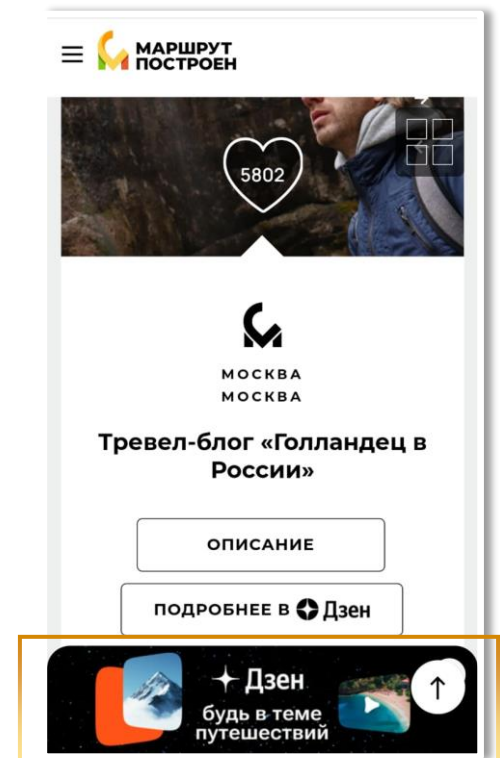 МАРШРУТ
ПОСТРОЕН
5802
МОСКВА
МОСКВА
Тревел-блог «Голландец в
России»
ОПИСАНИЕ
ПОДРОБНЕЕ В Дзен
Дзен
будь в теме
путешествий